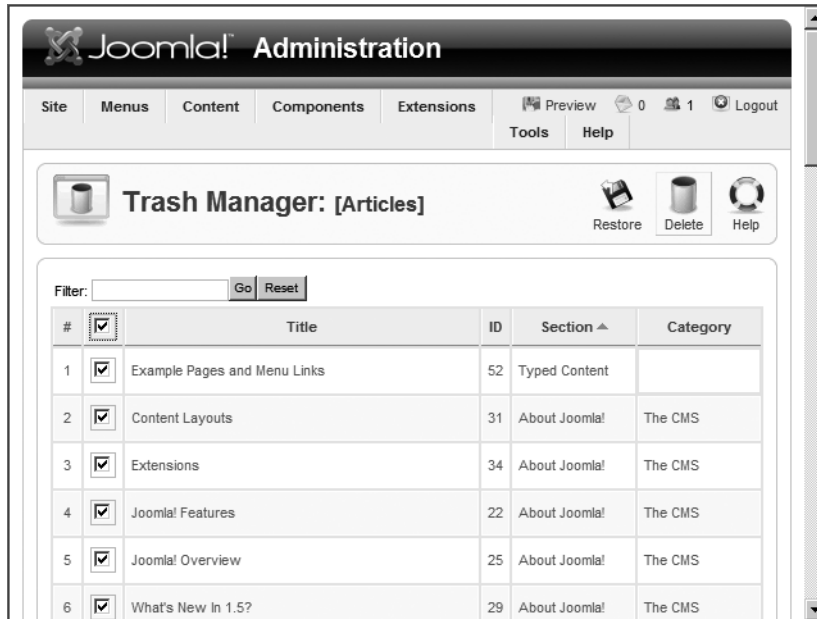 Joomla! Administration
Site Menus Content Components Extensions Preview 0 1 Logout
Tools Help
Trash Manager: [Articles]
Restore Delete Help
Filter: Go Reset
# Title ID Section Category
1 Example Pages and Menu Links 52 Typed Content
2 Content Layouts 31 About Joomla! The CMS
3 Extensions 34 About Joomla! The CMS
4 Joomla! Features 22 About Joomla! The CMS
5 Joomla! Overview 25 About Joomla! The CMS
6 What's New In 1.5? 29 About Joomla! The CMS